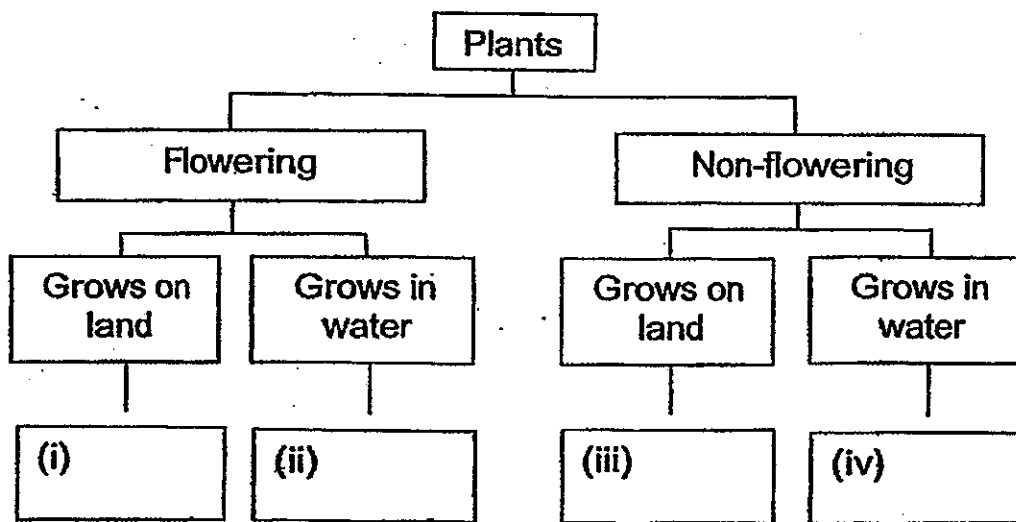 Plants
Flowering
Non-flowering
Grows on
land
Grows in
water
Grows on
land
Grows in
water
(i)
(ii)
(iii)
(iv)